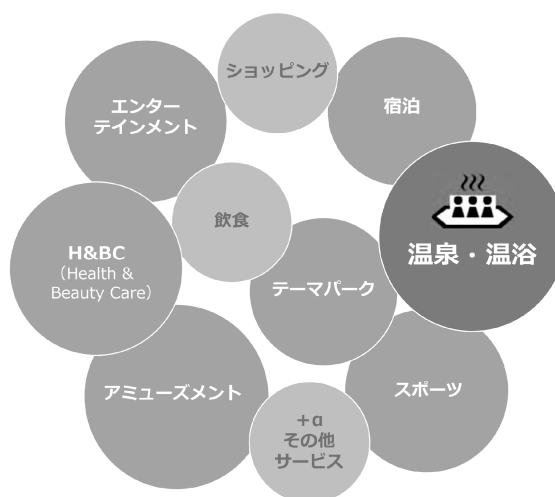 ショッピング
エンター
テインメント
宿泊
飲食
温泉・温浴
H&BC
（Health &
Beauty Care）
テーマパーク
アミューズメント
スポーツ
+α
その他
サービス